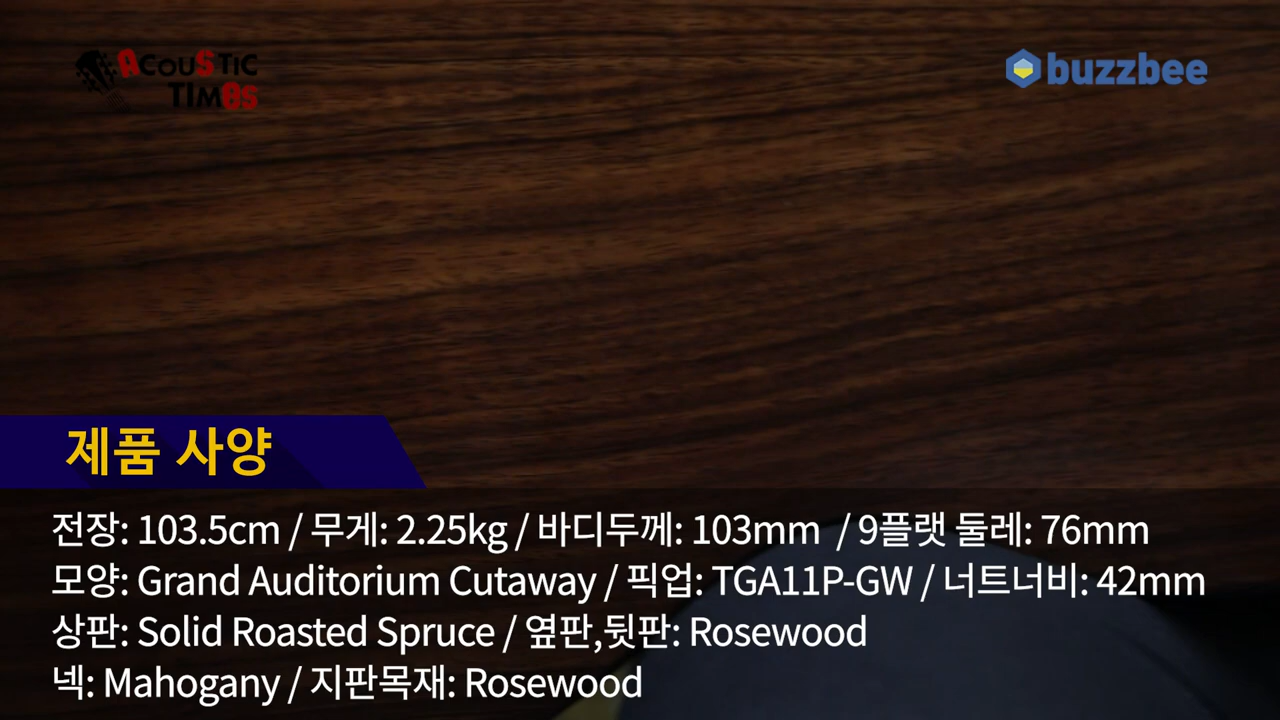 ACOUSTIC
TIMES
buzzbee
제품 사양
전장: 103.5cm / 무게: 2.25kg / 바디두께: 103mm / 9플랫 둘레: 76mm
모양: Grand Auditorium Cutaway / 픽업: TGA11P-GW / 너트너비: 42mm
상판: Solid Roasted Spruce / 옆판,뒷판: Rosewood
넥: Mahogany / 지판목재: Rosewood